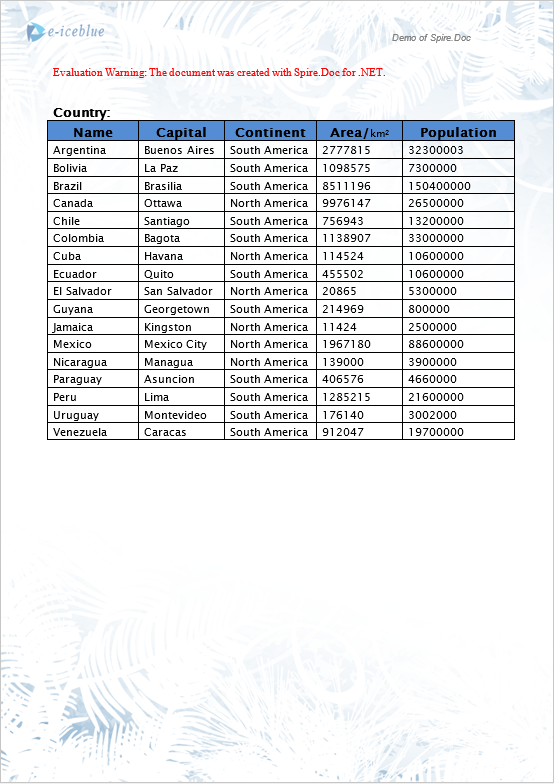 e-iceblue
Demo of Spire.Doc
Evaluation Warning: The document was created with Spire.Doc for .NET.
Country:
Name Capital Continent Area/km² Population
Argentina Buenos Aires South America 2777815 32300003
Bolivia La Paz South America 1098575 7300000
Brazil Brasilia South America 8511196 150400000
Canada Ottawa North America 9976147 26500000
Chile Santiago South America 756943 13200000
Colombia Bagota South America 1138907 33000000
Cuba Havana North America 114524 10600000
Ecuador Quito South America 455502 10600000
El Salvador San Salvador North America 20865 5300000
Guyana Georgetown South America 214969 800000
Jamaica Kingston North America 11424 2500000
Mexico Mexico City North America 1967180 88600000
Nicaragua Managua North America 139000 3900000
Paraguay Asuncion South America 406576 4660000
Peru Lima South America 1285215 21600000
Uruguay Montevideo South America 176140 3002000
Venezuela Caracas South America 912047 19700000